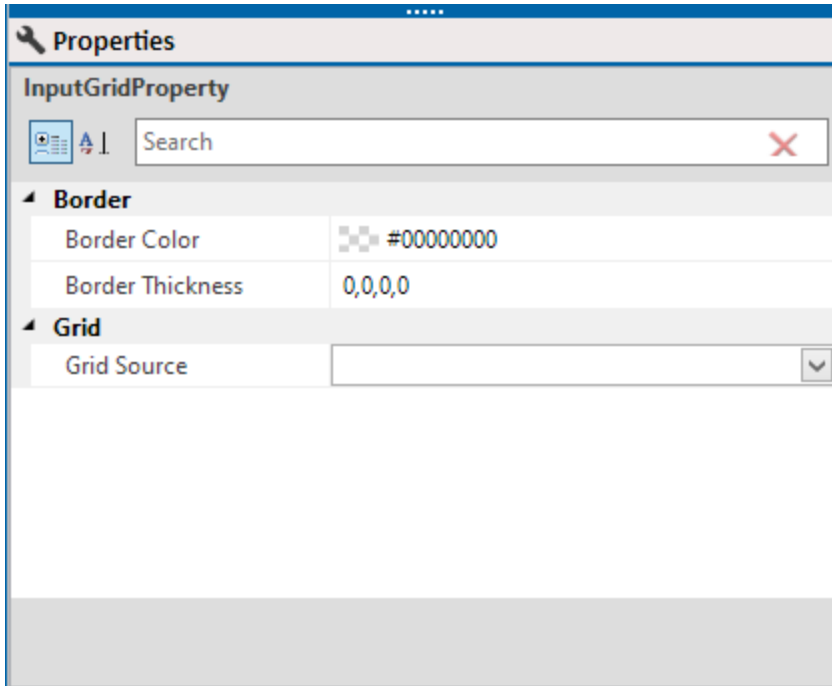 Properties
InputGridProperty
Search
Border
Border Color #00000000
Border Thickness 0,0,0,0
Grid
Grid Source